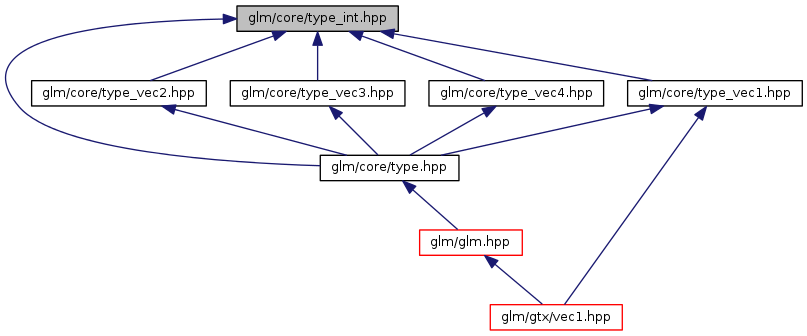 glm/core/type_int.hpp
glm/core/type_vec2.hpp
glm/core/type_vec3.hpp
glm/core/type_vec4.hpp
glm/core/type_vec1.hpp
glm/core/type.hpp
glm/glm.hpp
glm/gtx/vec1.hpp